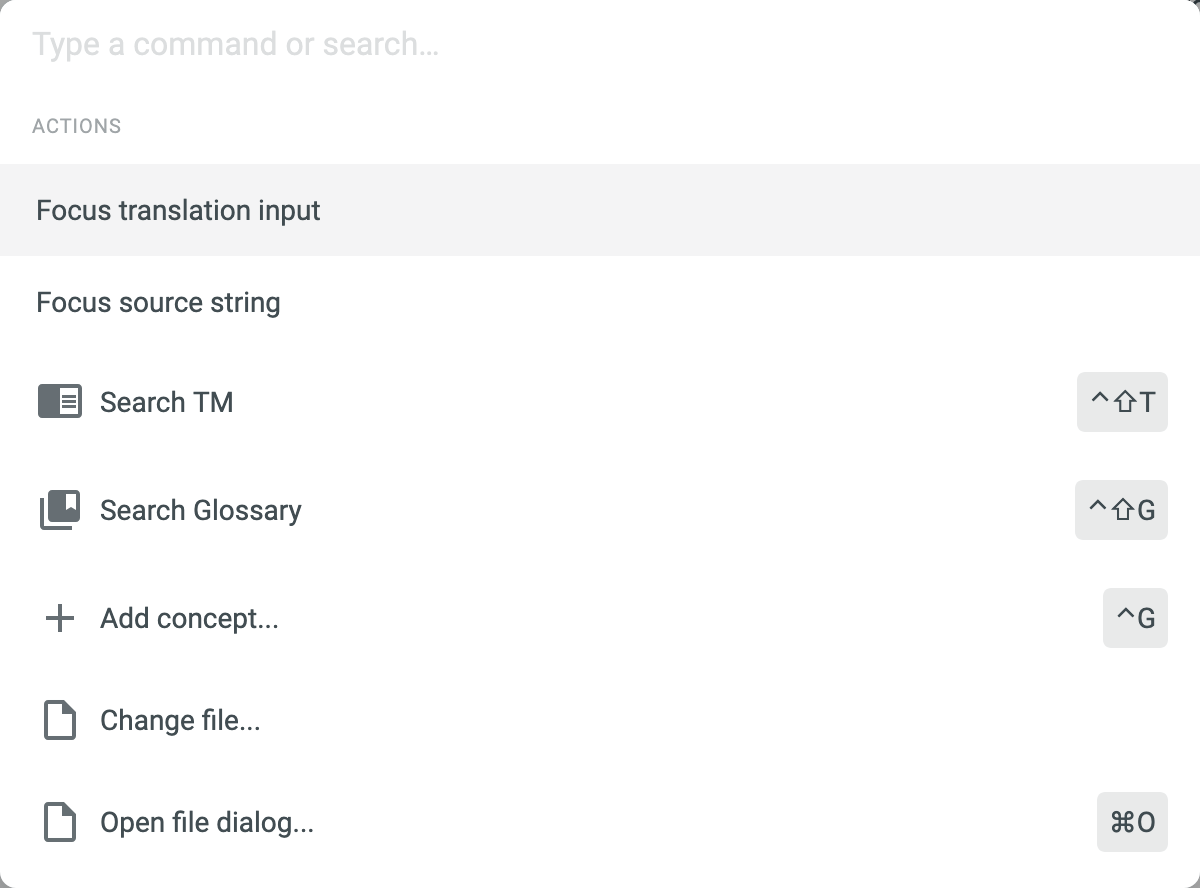 Type a command or search...
ACTIONS
Focus translation input
Focus source string
Search TM ^⇧T
Search Glossary ^⇧G
Add concept... ^G
Change file...
Open file dialog... ⌘O